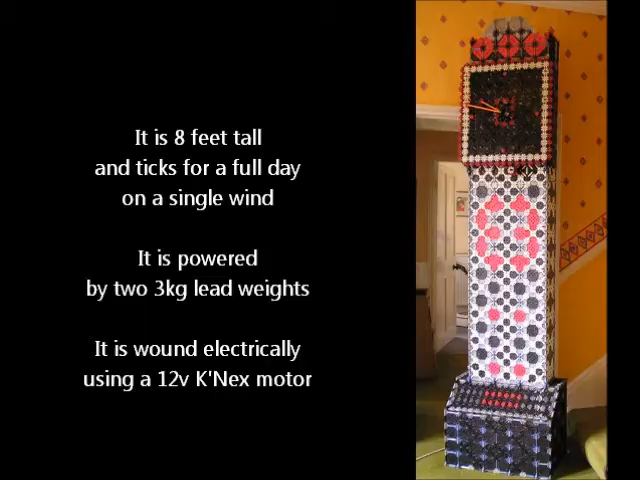 It is 8 feet tall
and ticks for a full day
on a single wind
It is powered
by two 3kg lead weights
It is wound electrically
using a 12v K'Nex motor